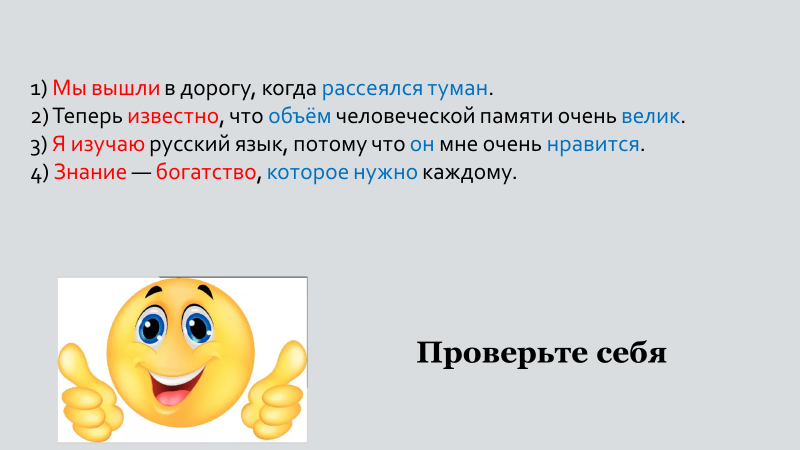 1) Мы вышли в дорогу, когда рассеялся туман.
2) Теперь известно, что объём человеческой памяти очень велик.
3) Я изучаю русский язык, потому что он мне очень нравится.
4) Знание — богатство, которое нужно каждому.
Проверьте себя